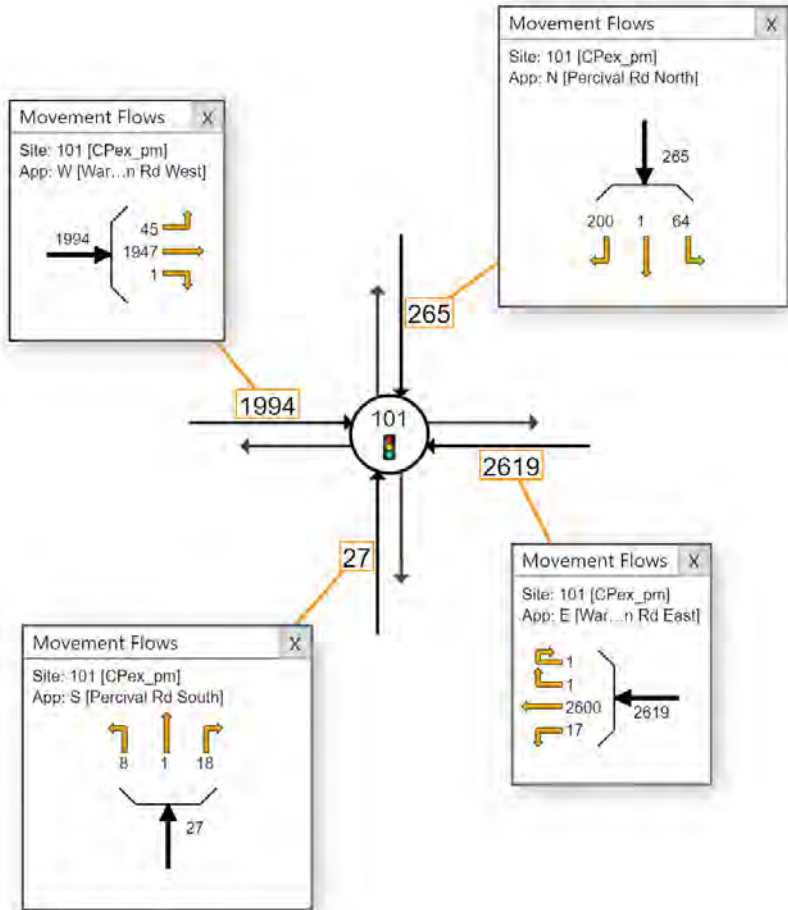 Movement Flows X
Site: 101 [CPex_pm]
App: N [Percival Rd North]
265
200 1 64
Movement Flows X
Site: 101 [CPex_pm]
App: W [War...n Rd West]
1994
45
1947
1
265
1994
101
2619
27
Movement Flows X
Site: 101 [CPex_pm]
App: E [War...n Rd East]
1
1
2600
17
2619
Movement Flows X
Site: 101 [CPex_pm]
App: S [Percival Rd South]
8 1 18
27